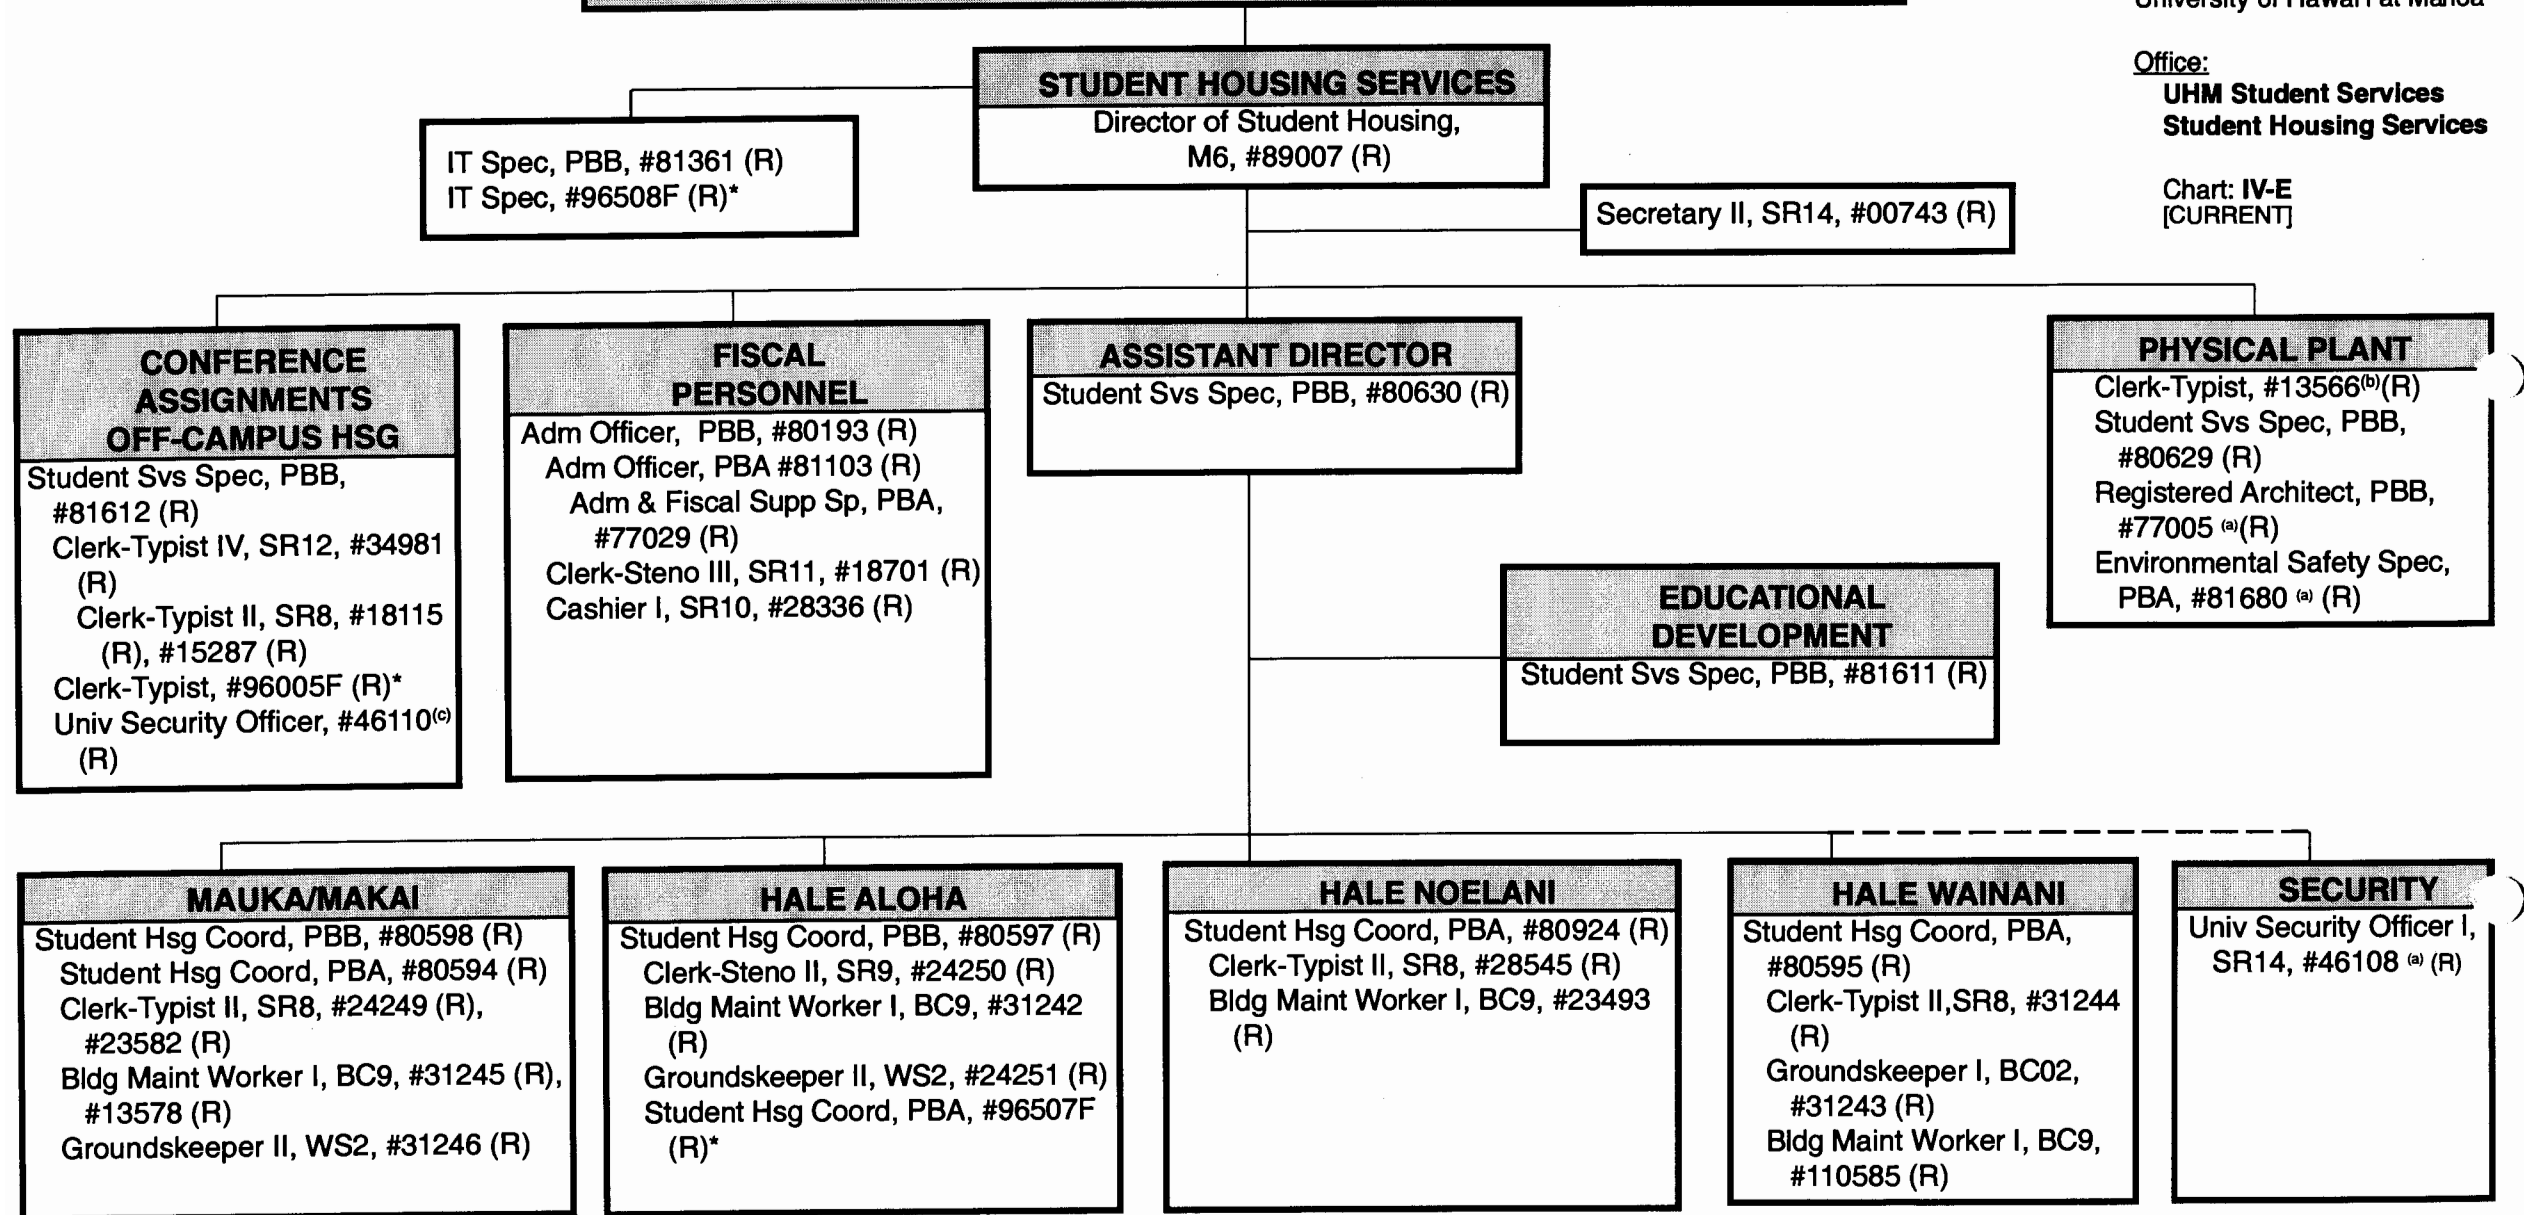 University of Hawai'i at Manoa
Office:
UHM Student Services
Student Housing Services
Chart: IV-E
[CURRENT]
STUDENT HOUSING SERVICES
Director of Student Housing,
M6, #89007 (R)
IT Spec, PBB, #81361 (R)
IT Spec, #96508F (R)*
Secretary II, SR14, #00743 (R)
CONFERENCE
ASSIGNMENTS
OFF-CAMPUS HSG
Student Svs Spec, PBB,
#81612 (R)
Clerk-Typist IV, SR12, #34981
(R)
Clerk-Typist II, SR8, #18115
(R), #15287 (R)
Clerk-Typist, #96005F (R)*
Univ Security Officer, #46110(c)
(R)
FISCAL
PERSONNEL
Adm Officer, PBB, #80193 (R)
Adm Officer, PBA #81103 (R)
Adm & Fiscal Supp Sp, PBA,
#77029 (R)
Clerk-Steno III, SR11, #18701 (R)
Cashier I, SR10, #28336 (R)
ASSISTANT DIRECTOR
Student Svs Spec, PBB, #80630 (R)
PHYSICAL PLANT
Clerk-Typist, #13566(b)(R)
Student Svs Spec, PBB,
#80629 (R)
Registered Architect, PBB,
#77005 (a)(R)
Environmental Safety Spec,
PBA, #81680 (a) (R)
EDUCATIONAL
DEVELOPMENT
Student Svs Spec, PBB, #81611 (R)
MAUKA/MAKAI
Student Hsg Coord, PBB, #80598 (R)
Student Hsg Coord, PBA, #80594 (R)
Clerk-Typist II, SR8, #24249 (R),
#23582 (R)
Bldg Maint Worker I, BC9, #31245 (R),
#13578 (R)
Groundskeeper II, WS2, #31246 (R)
HALE ALOHA
Student Hsg Coord, PBB, #80597 (R)
Clerk-Steno II, SR9, #24250 (R)
Bldg Maint Worker I, BC9, #31242
(R)
Groundskeeper II, WS2, #24251 (R)
Student Hsg Coord, PBA, #96507F
(R)*
HALE NOELANI
Student Hsg Coord, PBA, #80924 (R)
Clerk-Typist II, SR8, #28545 (R)
Bldg Maint Worker I, BC9, #23493
(R)
HALE WAINANI
Student Hsg Coord, PBA,
#80595 (R)
Clerk-Typist II,SR8, #31244
(R)
Groundskeeper I, BC02,
#31243 (R)
Bldg Maint Worker I, BC9,
#110585 (R)
SECURITY
Univ Security Officer I,
SR14, #46108 (a) (R)